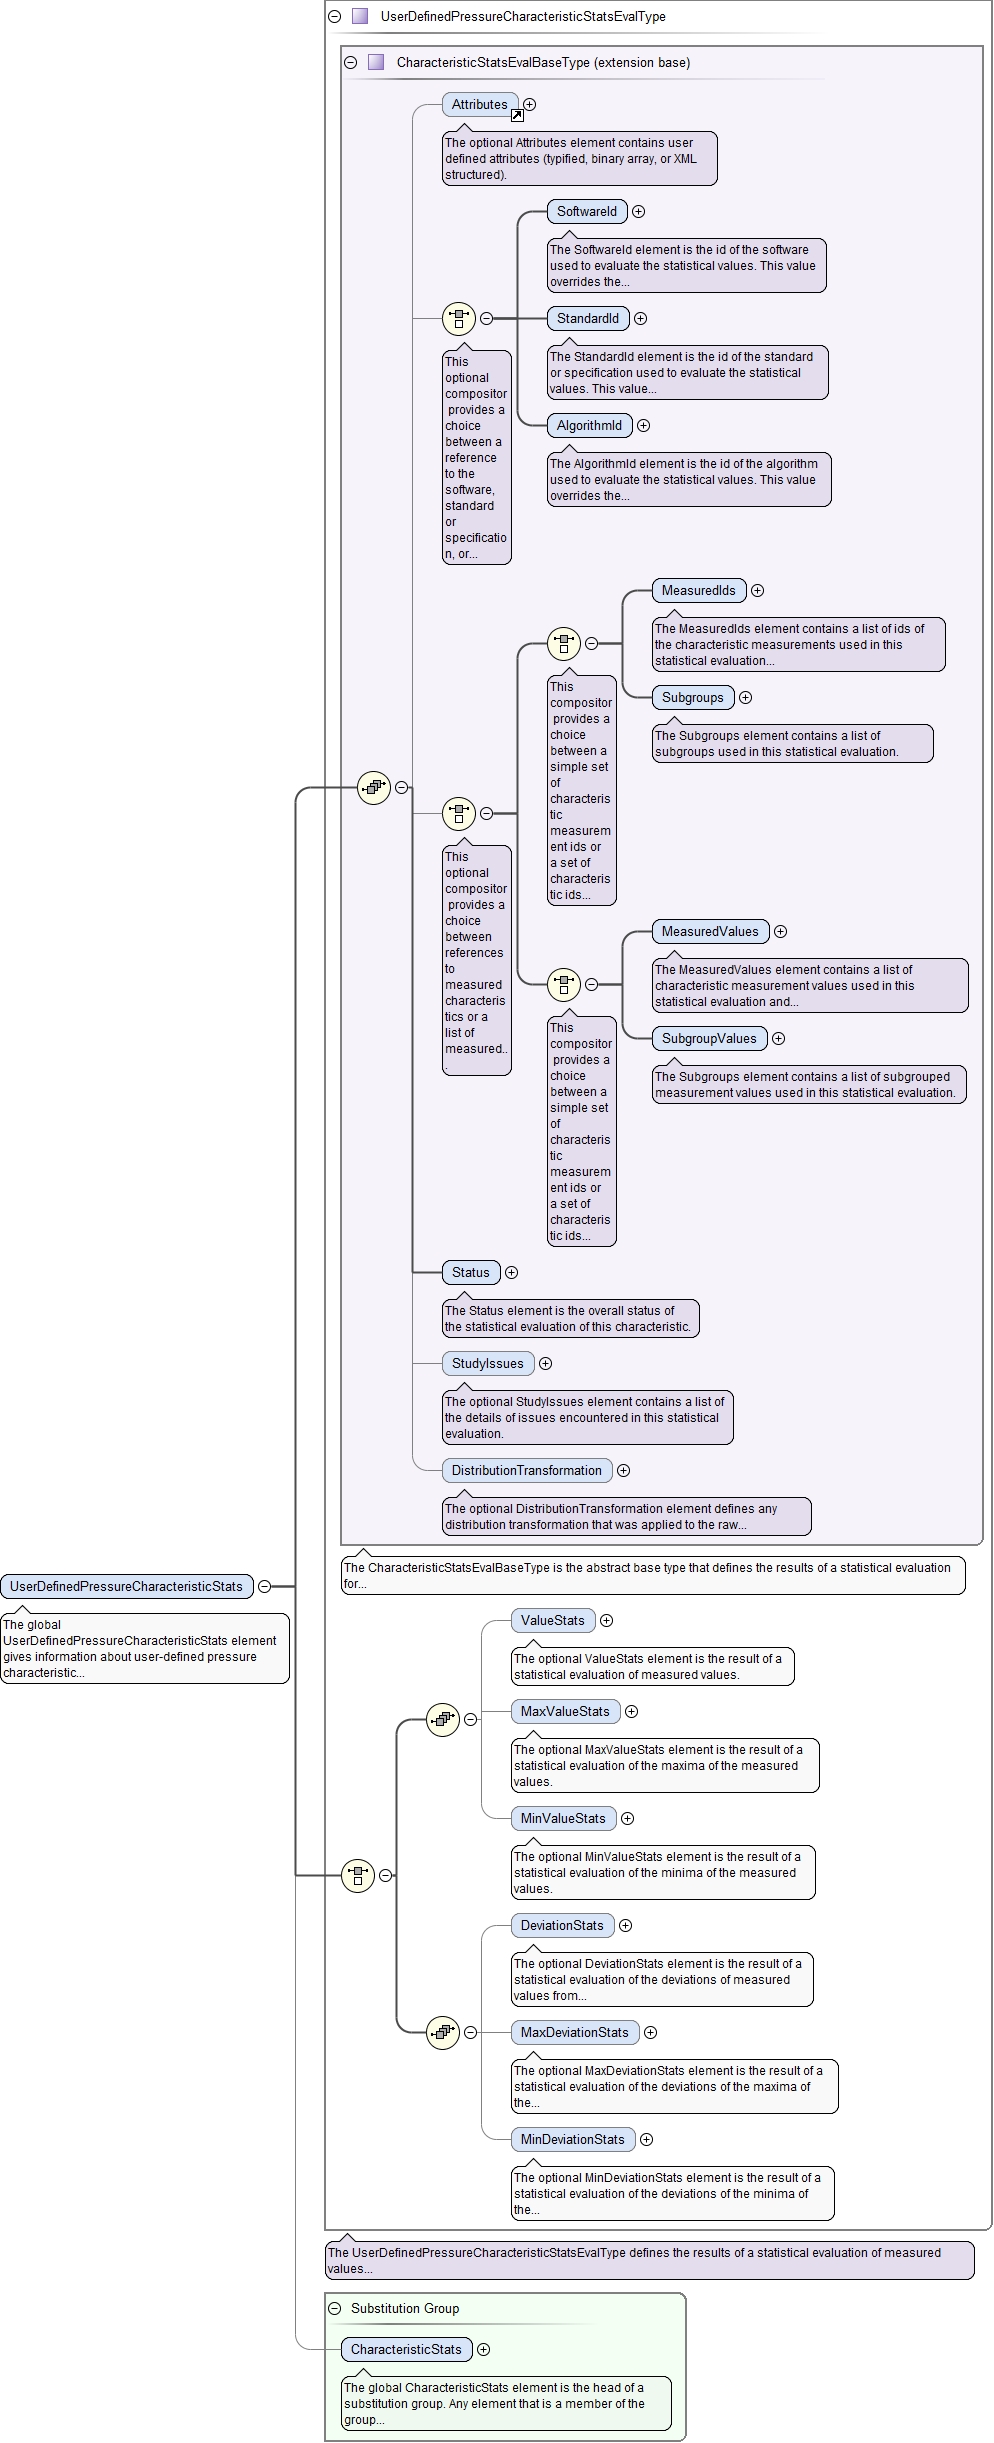 UserDefinedPressureCharacteristicStatsEvalType
CharacteristicStatsEvalBaseType (extension base)
Attributes
The optional Attributes element contains user
defined attributes (typified, binary array, or XML
structured).
SoftwareId
The SoftwareId element is the id of the software
used to evaluate the statistical values. This value
overrides the...
StandardId
The StandardId element is the id of the standard
or specification used to evaluate the statistical
values. This value...
This
optional
compositor
provides a
choice
between a
reference
to the
software,
standard
or
specificatio
n, or...
AlgorithmId
The AlgorithmId element is the id of the algorithm
used to evaluate the statistical values. This value
overrides the...
MeasuredIds
The MeasuredIds element contains a list of ids of
the characteristic measurements used in this
statistical evaluation...
Subgroups
The Subgroups element contains a list of
subgroups used in this statistical evaluation.
This
compositor
provides a
choice
between a
simple set
of
characteris
tic
measurem
ent ids or
a set of
characteris
tic ids...
This
optional
compositor
provides a
choice
between
references
to
measured
characteris
tics or a
list of
measured..
.
MeasuredValues
The MeasuredValues element contains a list of
characteristic measurement values used in this
statistical evaluation and...
SubgroupValues
The Subgroups element contains a list of subgrouped
measurement values used in this statistical evaluation.
This
compositor
provides a
choice
between a
simple set
of
characteris
tic
measurem
ent ids or
a set of
characteris
tic ids...
Status
The Status element is the overall status of
the statistical evaluation of this characteristic.
StudyIssues
The optional StudyIssues element contains a list of
the details of issues encountered in this statistical
evaluation.
DistributionTransformation
The optional DistributionTransformation element defines any
distribution transformation that was applied to the raw...
The CharacteristicStatsEvalBaseType is the abstract base type that defines the results of a statistical evaluation
for...
UserDefinedPressureCharacteristicStats
The global
UserDefinedPressureCharacteristicStats element
gives information about user-defined pressure
characteristic...
ValueStats
The optional ValueStats element is the result of a
statistical evaluation of measured values.
MaxValueStats
The optional MaxValueStats element is the result of a
statistical evaluation of the maxima of the measured
values.
MinValueStats
The optional MinValueStats element is the result of a
statistical evaluation of the minima of the measured
values.
DeviationStats
The optional DeviationStats element is the result of a
statistical evaluation of the deviations of measured
values from...
MaxDeviationStats
The optional MaxDeviationStats element is the result of a
statistical evaluation of the deviations of the maxima of
the...
MinDeviationStats
The optional MinDeviationStats element is the result of a
statistical evaluation of the deviations of the minima of
the...
The UserDefinedPressureCharacteristicStatsEvalType defines the results of a statistical evaluation of measured
values...
Substitution Group
CharacteristicStats
The global CharacteristicStats element is the head of a
substitution group. Any element that is a member of the
group...